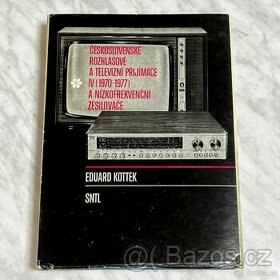 ČESKOSLOVENSKÉ
ROZHLASOVÉ
A TELEVIZNÍ PŘIJÍMAČE
IV (1970-1977)
A NÍZKOFREKVENČNÍ
ZESILOVAČE
EDUARD KOTTEK
SNTL
Bazoš.cz